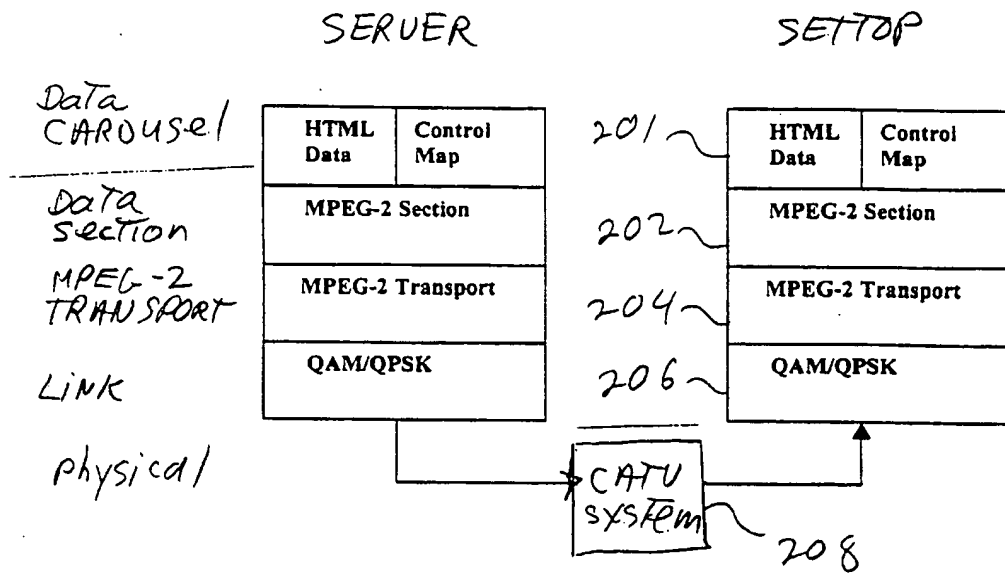 SERVER
SETTOP
Data
CAROUSel
HTML
Data
Control
Map
201
HTML
Data
Control
Map
Data
section
MPEG-2 Section
202
MPEG-2 Section
MPEG-2
TRANSPORT
MPEG-2 Transport
204
MPEG-2 Transport
LiNK
QAM/QPSK
206
QAM/QPSK
physical
CATV
SYSTEm
208